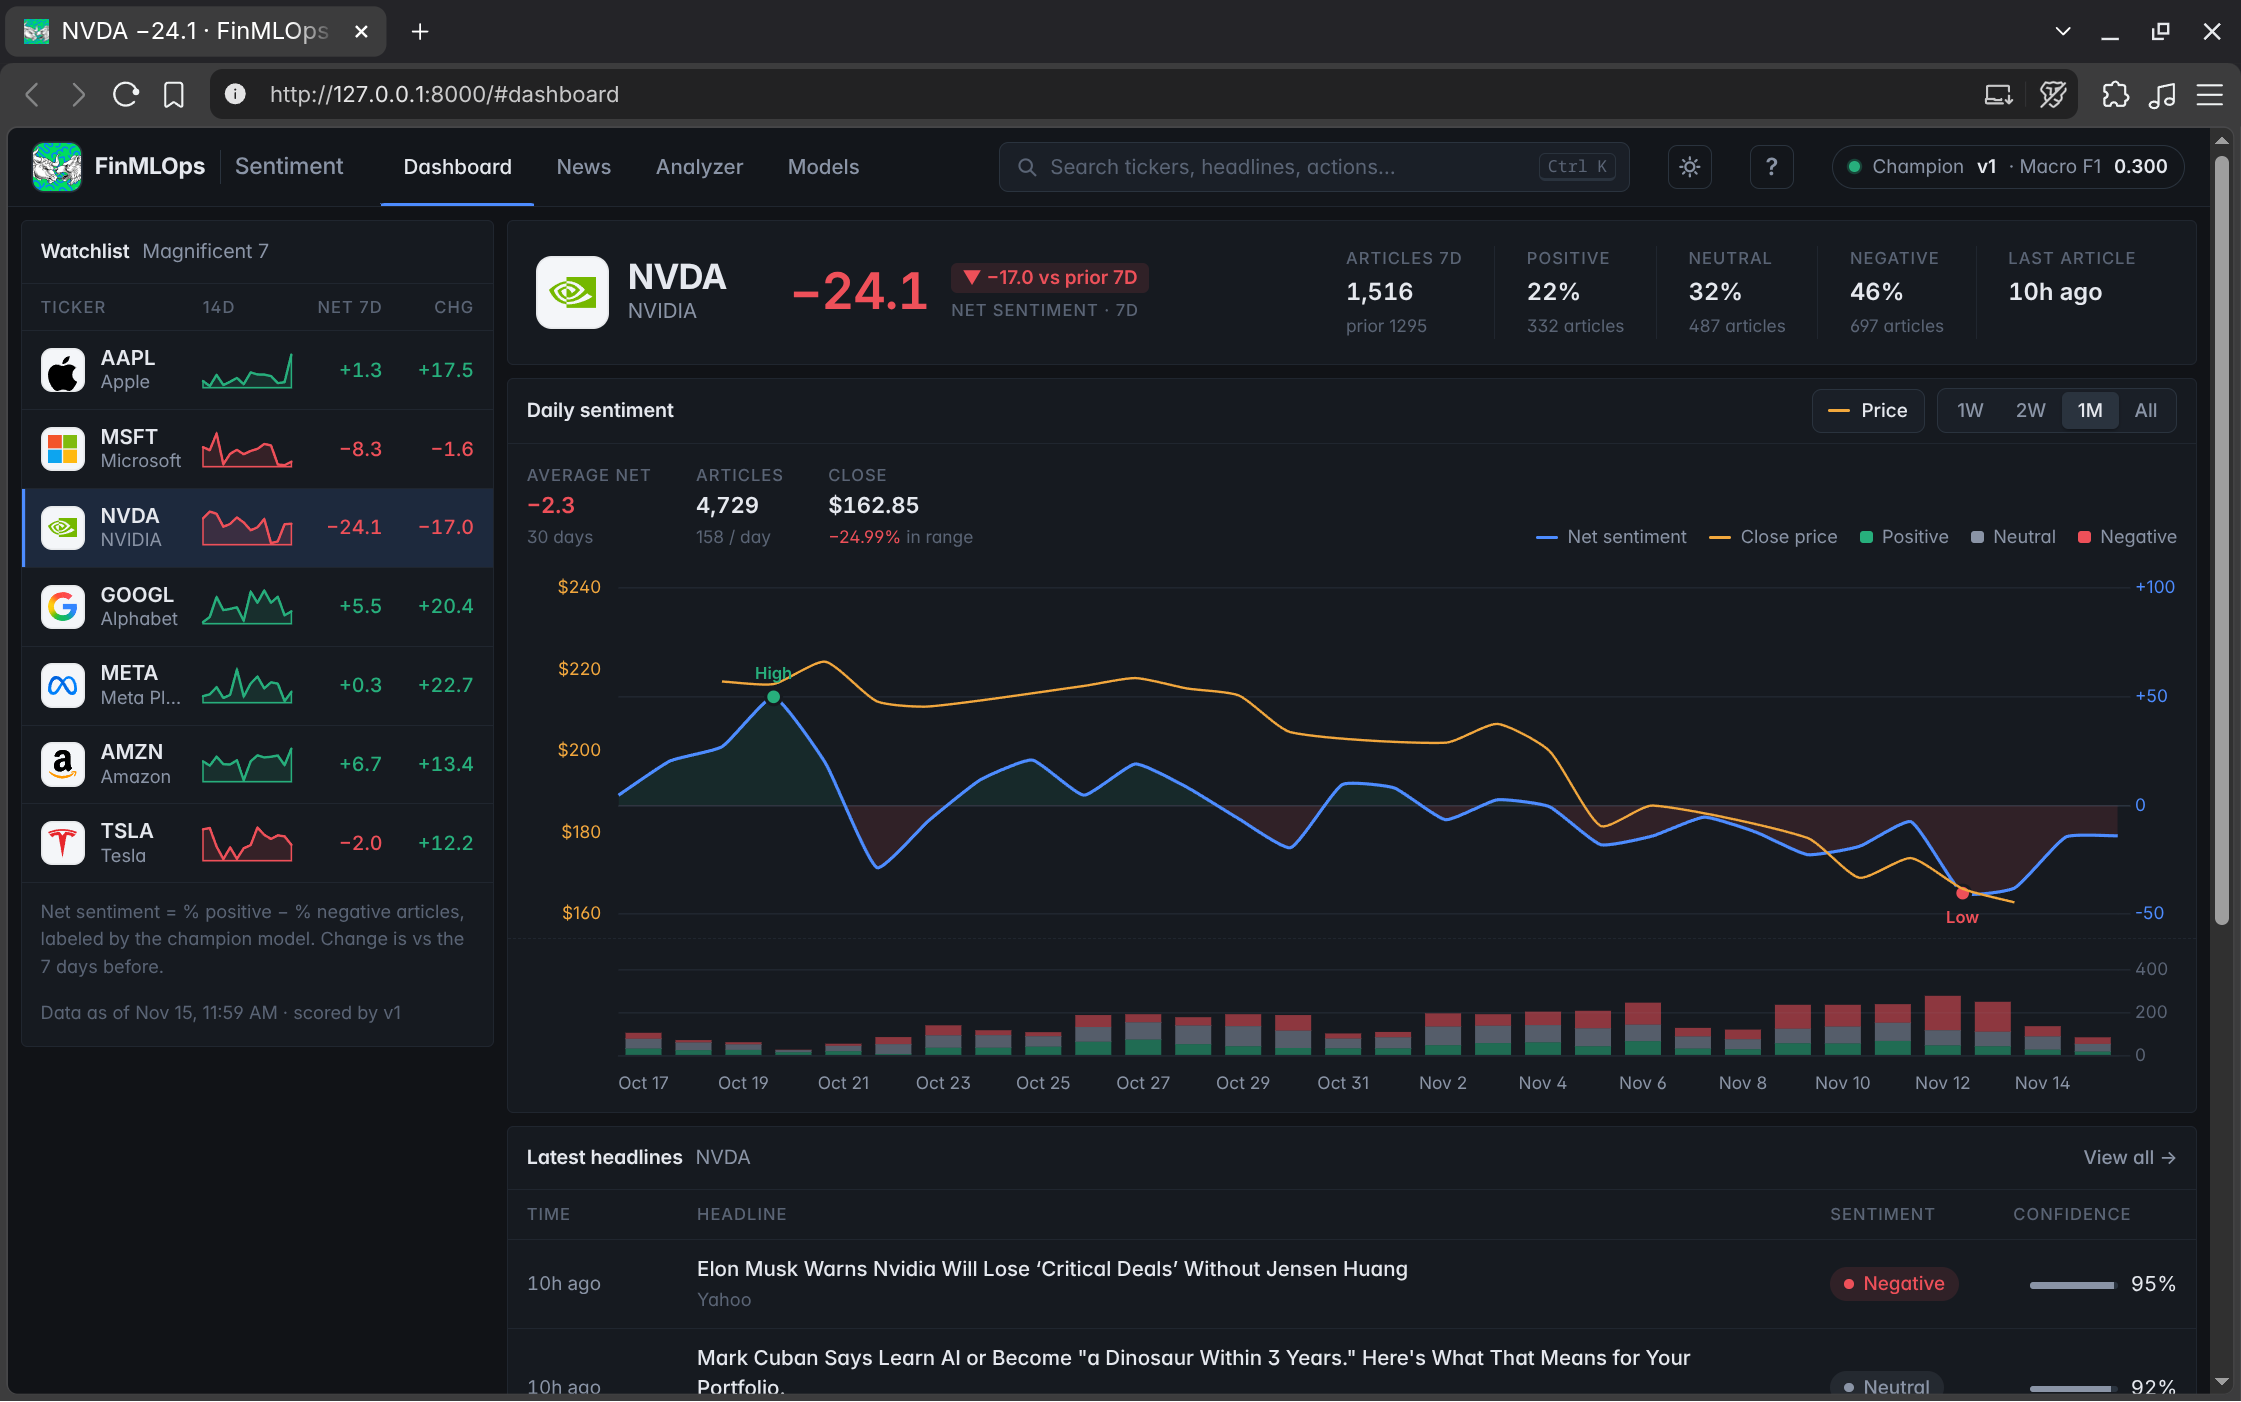 NVDA −24.1 · FinMLOps
http://127.0.0.1:8000/#dashboard
FinMLOps Sentiment Dashboard News Analyzer Models Search tickers, headlines, actions... Ctrl K ? Champion v1 · Macro F1 0.300
Watchlist Magnificent 7
TICKER 14D NET 7D CHG
AAPL
Apple
+1.3 +17.5
MSFT
Microsoft
−8.3 −1.6
NVDA
NVIDIA
−24.1 −17.0
GOOGL
Alphabet
+5.5 +20.4
META
Meta Pl...
+0.3 +22.7
AMZN
Amazon
+6.7 +13.4
TSLA
Tesla
−2.0 +12.2
Net sentiment = % positive − % negative articles,
labeled by the champion model. Change is vs the
7 days before.
Data as of Nov 15, 11:59 AM · scored by v1
NVDA
NVIDIA
−24.1
▼ −17.0 vs prior 7D
NET SENTIMENT · 7D
ARTICLES 7D
1,516
prior 1295
POSITIVE
22%
332 articles
NEUTRAL
32%
487 articles
NEGATIVE
46%
697 articles
LAST ARTICLE
10h ago
Daily sentiment
Price 1W 2W 1M All
AVERAGE NET
−2.3
30 days
ARTICLES
4,729
158 / day
CLOSE
$162.85
−24.99% in range
Net sentiment Close price Positive Neutral Negative
$240
$220
$200
$180
$160
High
Low
+100
+50
0
-50
400
200
0
Oct 17 Oct 19 Oct 21 Oct 23 Oct 25 Oct 27 Oct 29 Oct 31 Nov 2 Nov 4 Nov 6 Nov 8 Nov 10 Nov 12 Nov 14
Latest headlines NVDA
View all →
TIME HEADLINE SENTIMENT CONFIDENCE
10h ago
Elon Musk Warns Nvidia Will Lose ‘Critical Deals’ Without Jensen Huang
Yahoo
Negative 95%
10h ago
Mark Cuban Says Learn AI or Become "a Dinosaur Within 3 Years." Here's What That Means for Your
Portfolio.
Neutral 92%